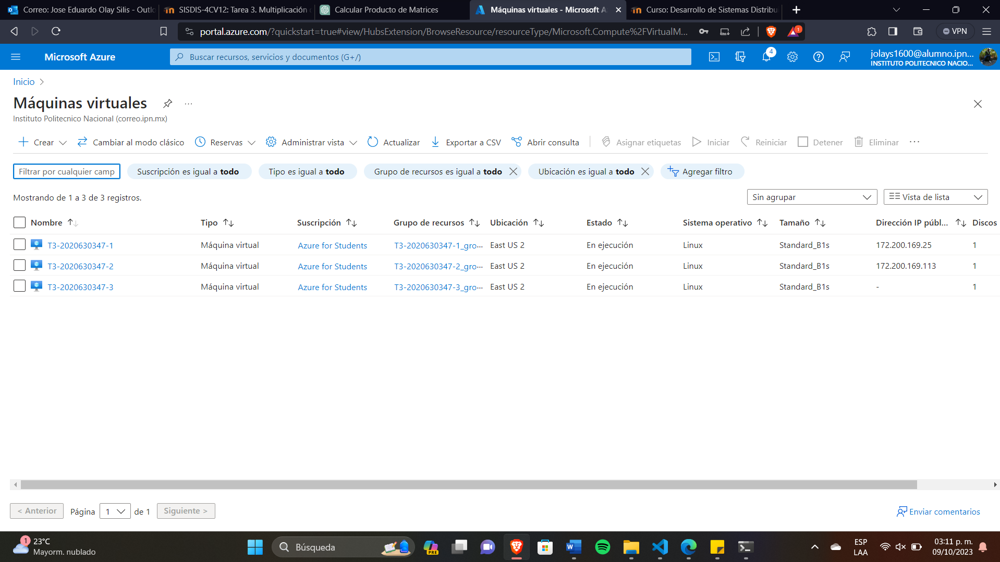 Correo: Jose Eduardo Olay Silis - Outlo
SISDIS-4CV12: Tarea 3. Multiplicación
Calcular Producto de Matrices
Máquinas virtuales - Microsoft A
Curso: Desarrollo de Sistemas Distribu
portal.azure.com/?quickstart=true#view/HubsExtension/BrowseResource/resourceType/Microsoft.Compute%2FVirtualM...
1
VPN
Microsoft Azure
Buscar recursos, servicios y documentos (G+/)
4
jolays1600@alumno.ipn...
INSTITUTO POLITECNICO NACIO...
Inicio
Máquinas virtuales
Instituto Politecnico Nacional (correo.ipn.mx)
Crear
Cambiar al modo clásico
Reservas
Administrar vista
Actualizar
Exportar a CSV
Abrir consulta
Asignar etiquetas
Iniciar
Reiniciar
Detener
Eliminar
Filtrar por cualquier camp
Suscripción es igual a todo
Tipo es igual a todo
Grupo de recursos es igual a todo
Ubicación es igual a todo
Agregar filtro
Mostrando de 1 a 3 de 3 registros.
Sin agrupar
Vista de lista
Nombre Tipo Suscripción Grupo de recursos Ubicación Estado Sistema operativo Tamaño Dirección IP públ... Discos
T3-2020630347-1 Máquina virtual Azure for Students T3-2020630347-1_gro... East US 2 En ejecución Linux Standard_B1s 172.200.169.25 1
T3-2020630347-2 Máquina virtual Azure for Students T3-2020630347-2_gro... East US 2 En ejecución Linux Standard_B1s 172.200.169.113 1
T3-2020630347-3 Máquina virtual Azure for Students T3-2020630347-3_gro... East US 2 En ejecución Linux Standard_B1s - 1
< Anterior
Página 1 de 1
Siguiente >
Enviar comentarios
1
23°C
Mayorm. nublado
Búsqueda
PRE
ESP
LAA
03:11 p. m.
09/10/2023